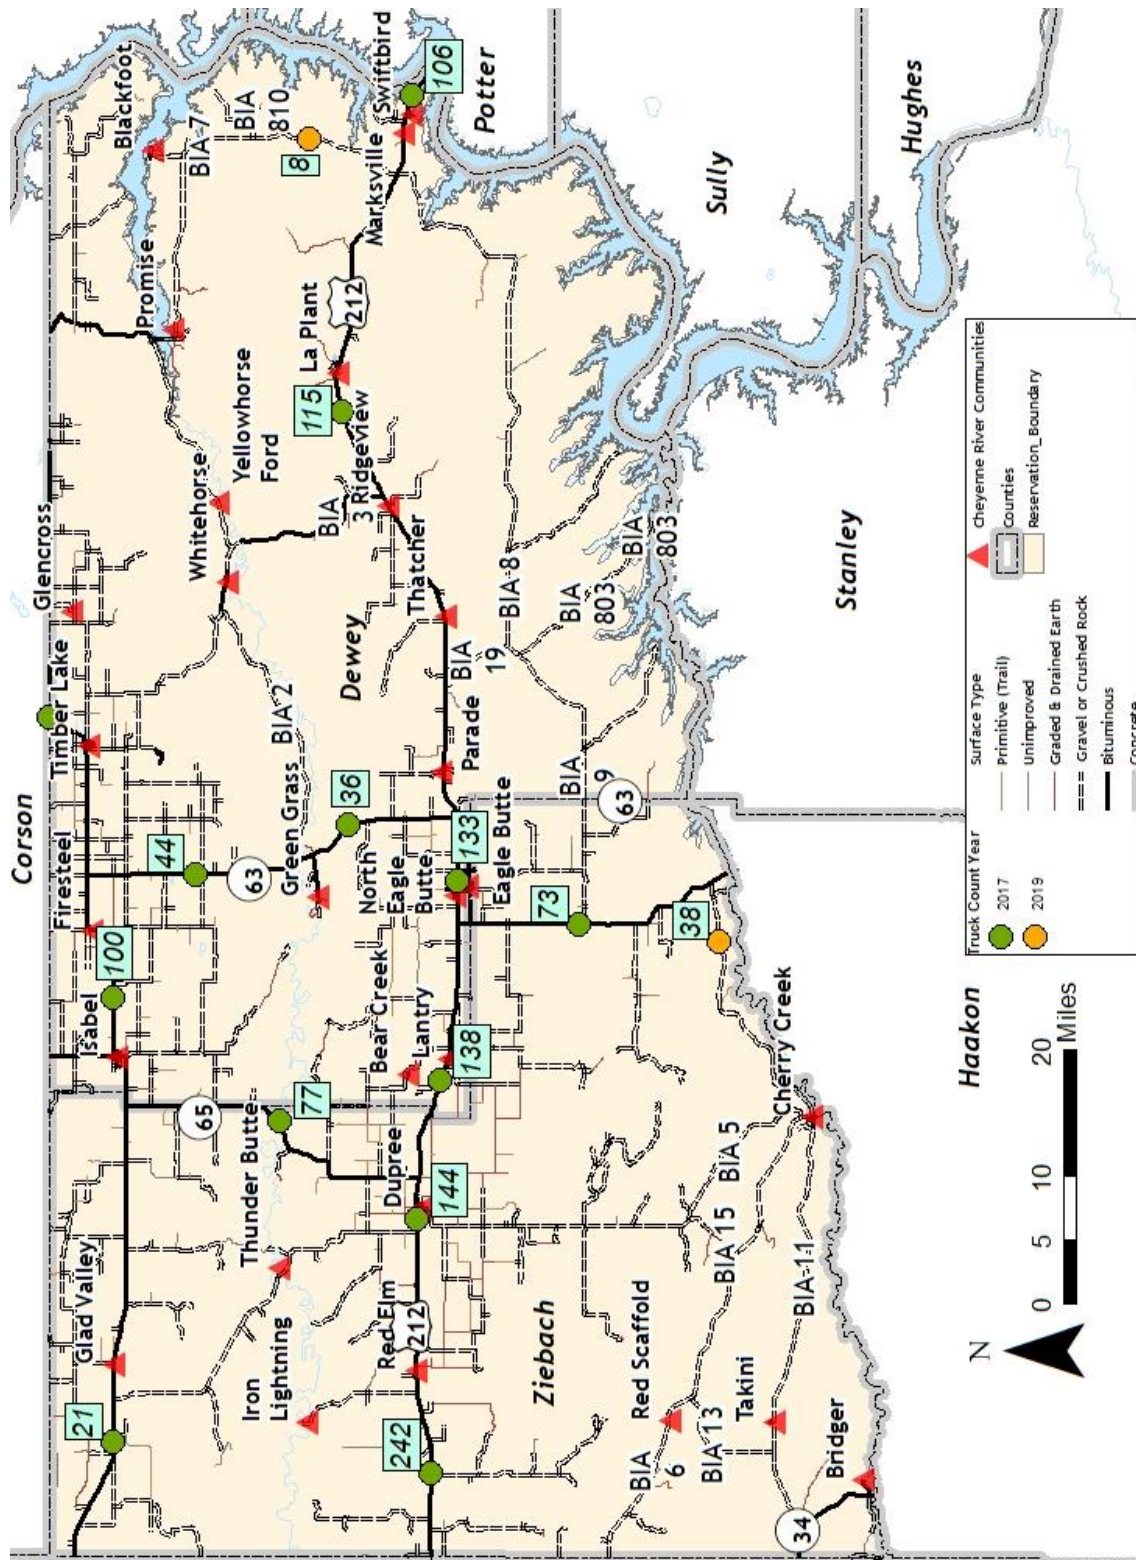 Corson
Glencross
Timber Lake
Firesteel
Isabel
100
44
63
Glad Valley
21
65
Thunder Butte
77
Iron
Lightning
Green Grass
36
BIA 2
Dewey
Whitehorse
Yellowhorse
Ford
Promise
Blackfoot
BIA 7
BIA
810
8
Marksville
Swiftbird
106
Potter
La Plant
212
115
Ridgeview
BIA
3
Thatcher
BIA
19
Parade
North
Eagle
Butte
133
Eagle Butte
Bear Creek
Lantry
138
Dupree
144
Red Elm
212
242
Ziebach
73
38
BIA
9
63
BIA 8
BIA
803
BIA
803
Sully
Hughes
Stanley
Haakon
Cherry Creek
BIA 5
BIA 15
BIA 11
Red Scaffold
BIA
6
BIA 13
Takini
Bridger
34
N
0 5 10 20
Miles
Truck Count Year
2017
2019
Surface Type
Primitive (Trail)
Unimproved
Graded & Drained Earth
Gravel or Crushed Rock
Bituminous
Concrete
Cheyenne River Communities
Counties
Reservation_Boundary